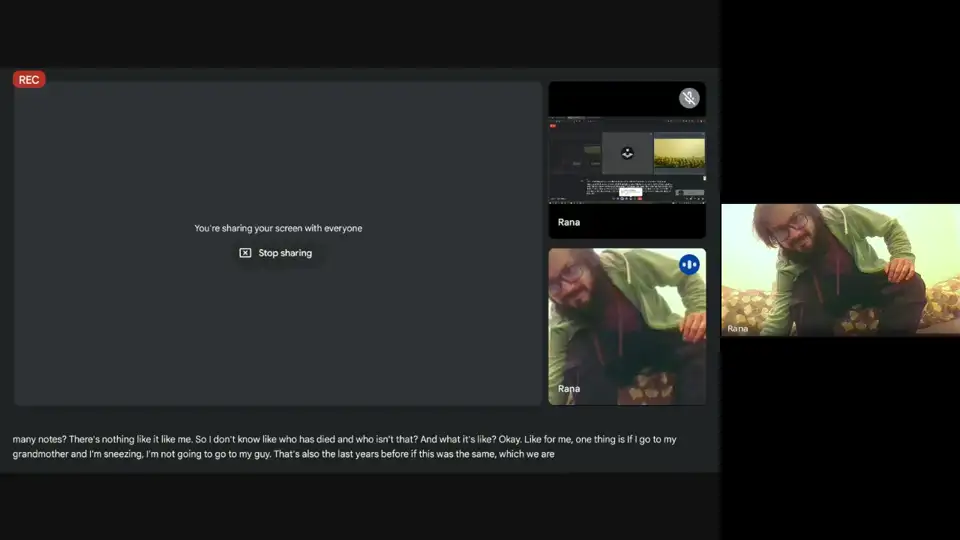 REC
You're sharing your screen with everyone
Stop sharing
Rana
Rana
Rana
many notes? There's nothing like it like me. So I don't know like who has died and who isn't that? And what it's like? Okay. Like for me, one thing is If I go to my
grandmother and I'm sneezing, I'm not going to go to my guy. That's also the last years before if this was the same, which we are